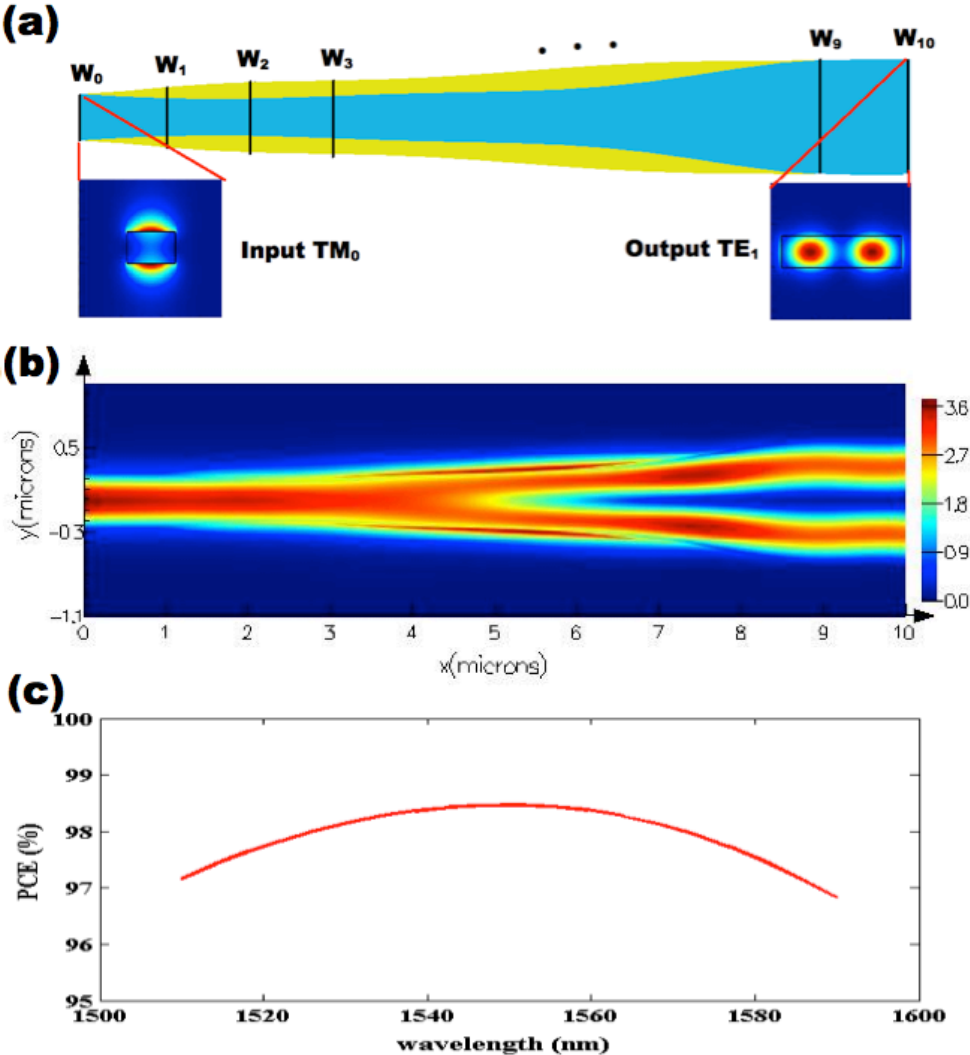 (a)
W₀ W₁ W₂ W₃ W₉ W₁₀
Input TM₀
Output TE₁
(b)
y(microns)
0.5
-0.3
-1.1
0 1 2 3 4 5 6 7 8 9 10
x(microns)
3.6
2.7
1.8
0.9
0.0
(c)
PCE (%)
100
99
98
97
96
95
1500 1520 1540 1560 1580 1600
wavelength (nm)